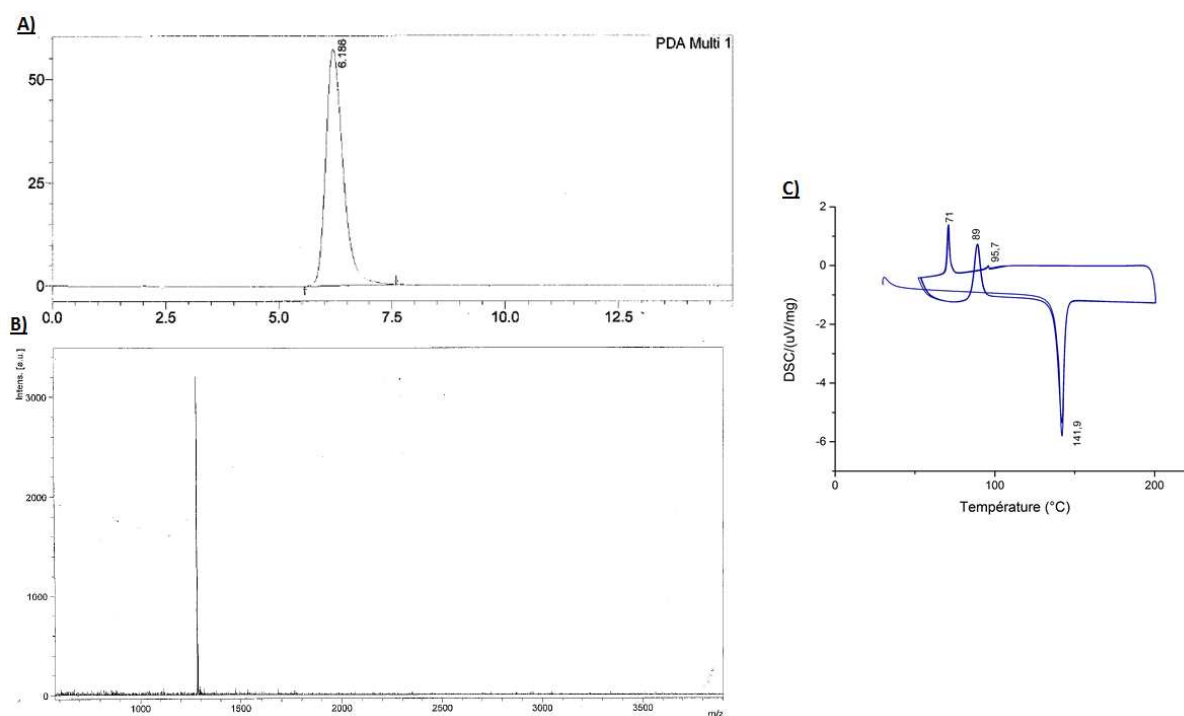 A)
PDA Multi 1
6.186
50
25
0
0.0 2.5 5.0 7.5 10.0 12.5
B)
Intens. [a.u.]
3000
2000
1000
0
1000 1500 2000 2500 3000 3500
m/z
C)
DSC/(uV/mg)
2
0
-2
-4
-6
71
89
95,7
141,9
0 100 200
Température (°C)